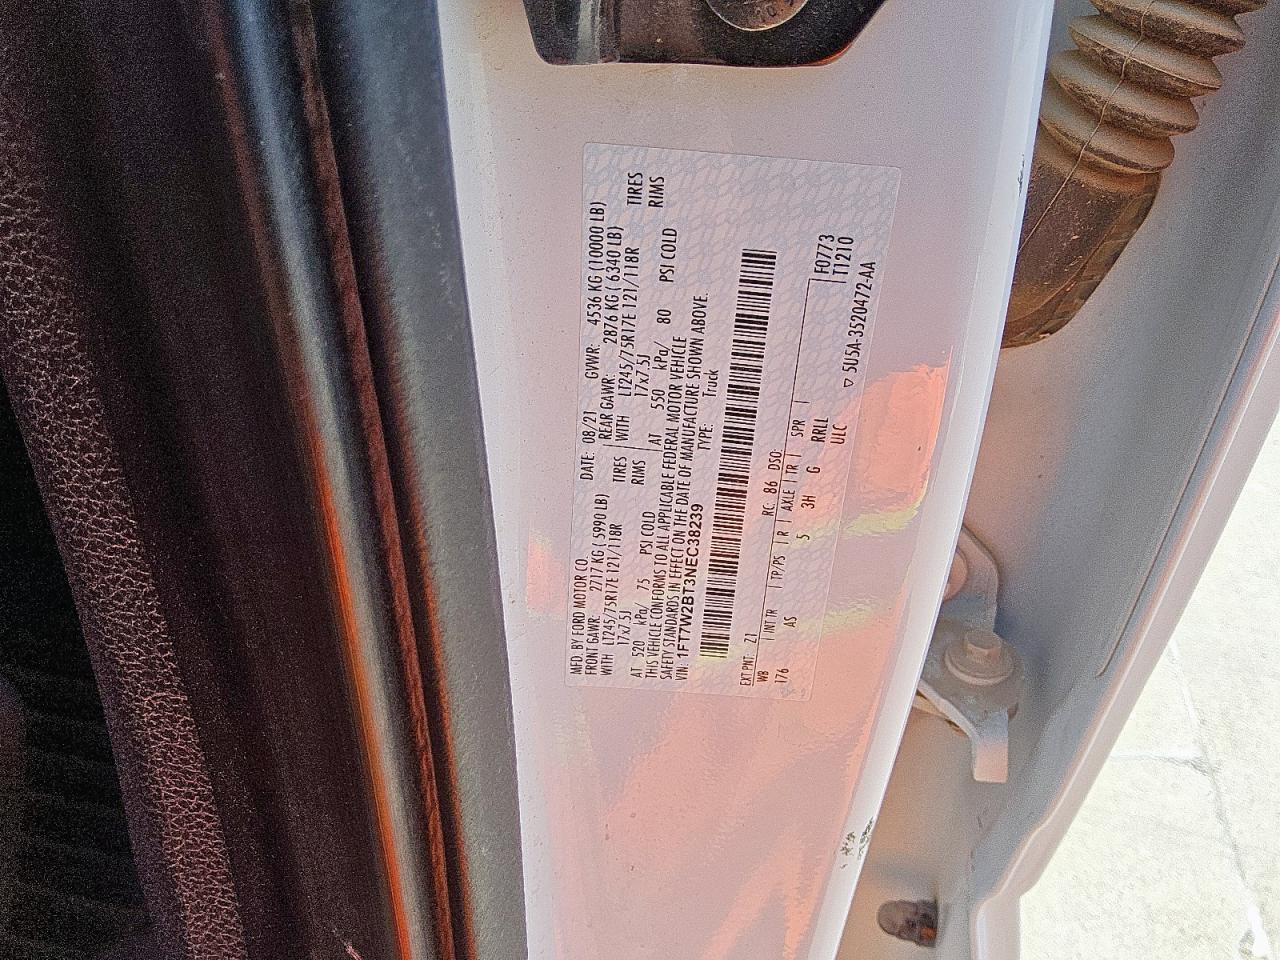 MFD. BY FORD MOTOR CO.
DATE: 08/21 GVWR: 4536 KG (10000 LB)
FRONT GAWR: 2717 KG ( 5990 LB) REAR GAWR: 2876 KG ( 6340 LB)
WITH LT245/75R17E 121/118R TIRES WITH LT245/75R17E 121/118R TIRES
17x7.5J RIMS 17x7.5J RIMS
AT 520 kPa/ 75 PSI COLD AT 550 kPa/ 80 PSI COLD
THIS VEHICLE CONFORMS TO ALL APPLICABLE FEDERAL MOTOR VEHICLE
SAFETY STANDARDS IN EFFECT ON THE DATE OF MANUFACTURE SHOWN ABOVE.
VIN: 1FT7W2BT3NEC38239 TYPE: Truck
EXT PNT: Z1 RC: 86 DSO: F0773
WB INT TR TP/PS R AXLE TR SPR T1210
176 AS 5 3H G RRLL
ULC 5U5A-3520472-AA